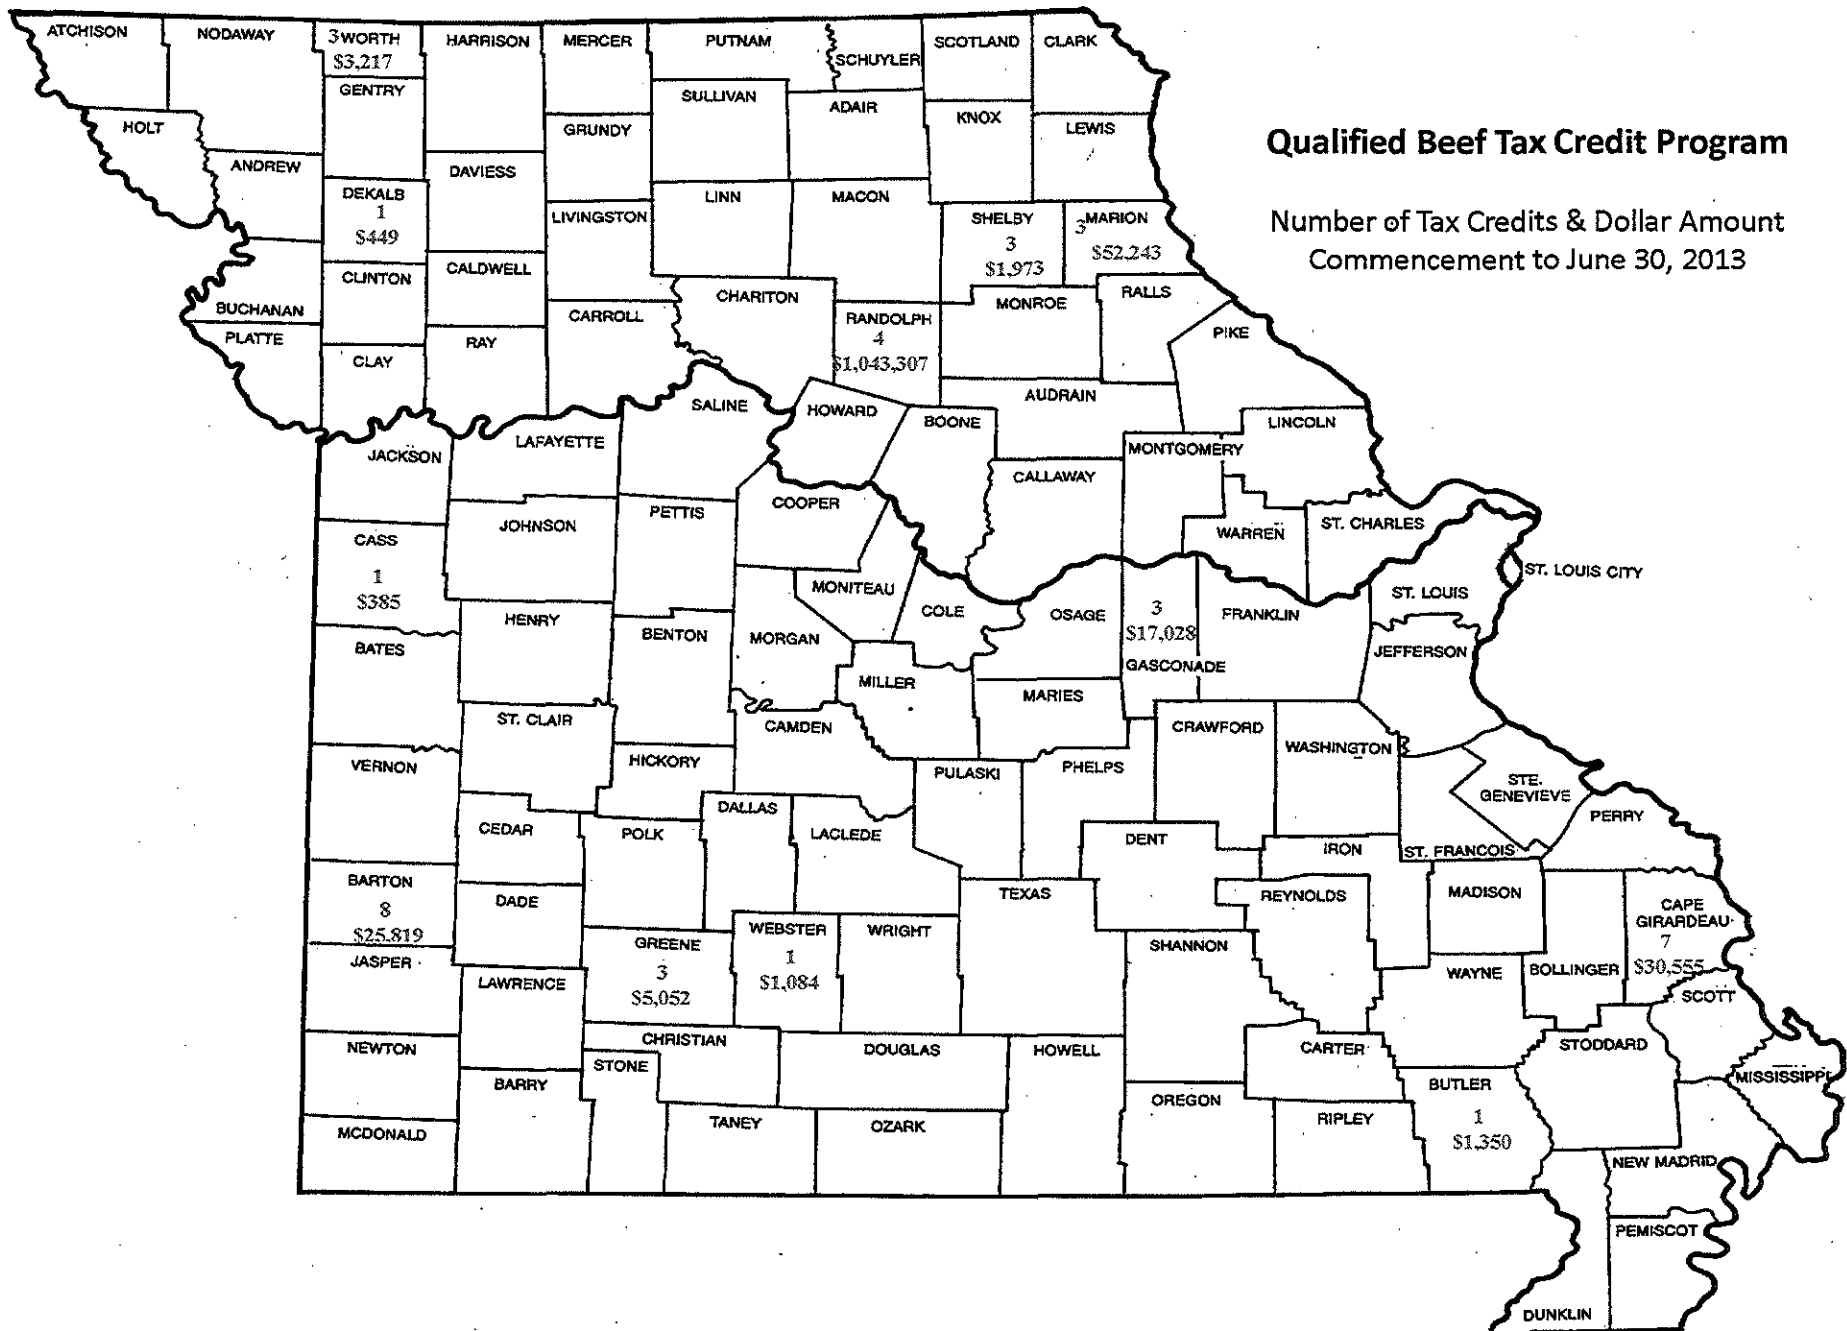 ATCHISON
NODAWAY
3 WORTH
$3,217
HARRISON
MERCER
PUTNAM
SCHUYLER
SCOTLAND
CLARK
GENTRY
SULLIVAN
ADAIR
KNOX
LEWIS
HOLT
GRUNDY
ANDREW
DAVIESS
Qualified Beef Tax Credit Program
Number of Tax Credits & Dollar Amount
Commencement to June 30, 2013
DEKALB
1
$449
LIVINGSTON
LINN
MACON
SHELBY
3
$1,973
MARION
3
$52,243
CLINTON
CALDWELL
BUCHANAN
CARROLL
CHARITON
RANDOLPH
4
$1,043,307
MONROE
RALLS
PIKE
PLATTE
CLAY
RAY
SALINE
HOWARD
BOONE
AUDRAIN
LINCOLN
JACKSON
LAFAYETTE
MONTGOMERY
CALLAWAY
COOPER
PETTIS
JOHNSON
WARREN
ST. CHARLES
CASS
1
$385
MONITEAU
COLE
OSAGE
3
$17,028
GASCONADE
FRANKLIN
ST. LOUIS
ST. LOUIS CITY
HENRY
BENTON
MORGAN
BATES
JEFFERSON
MILLER
MARIES
ST. CLAIR
CAMDEN
CRAWFORD
WASHINGTON
VERNON
HICKORY
PULASKI
PHELPS
STE.
GENEVIEVE
PERRY
CEDAR
POLK
DALLAS
LACLEDE
DENT
IRON
ST. FRANCOIS
BARTON
8
$25,819
DADE
TEXAS
REYNOLDS
MADISON
CAPE
GIRARDEAU
7
$30,555
GREENE
3
$5,052
WEBSTER
1
$1,084
WRIGHT
SHANNON
WAYNE
BOLLINGER
SCOTT
JASPER
LAWRENCE
NEWTON
CHRISTIAN
DOUGLAS
HOWELL
CARTER
STODDARD
STONE
BARRY
MISSISSIPPI
BUTLER
1
$1,350
OREGON
RIPLEY
MCDONALD
TANEY
OZARK
NEW MADRID
PEMISCOT
DUNKLIN